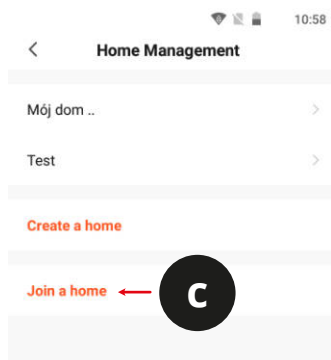 10:58
Home Management
Mój dom ..
Test
Create a home
Join a home
C